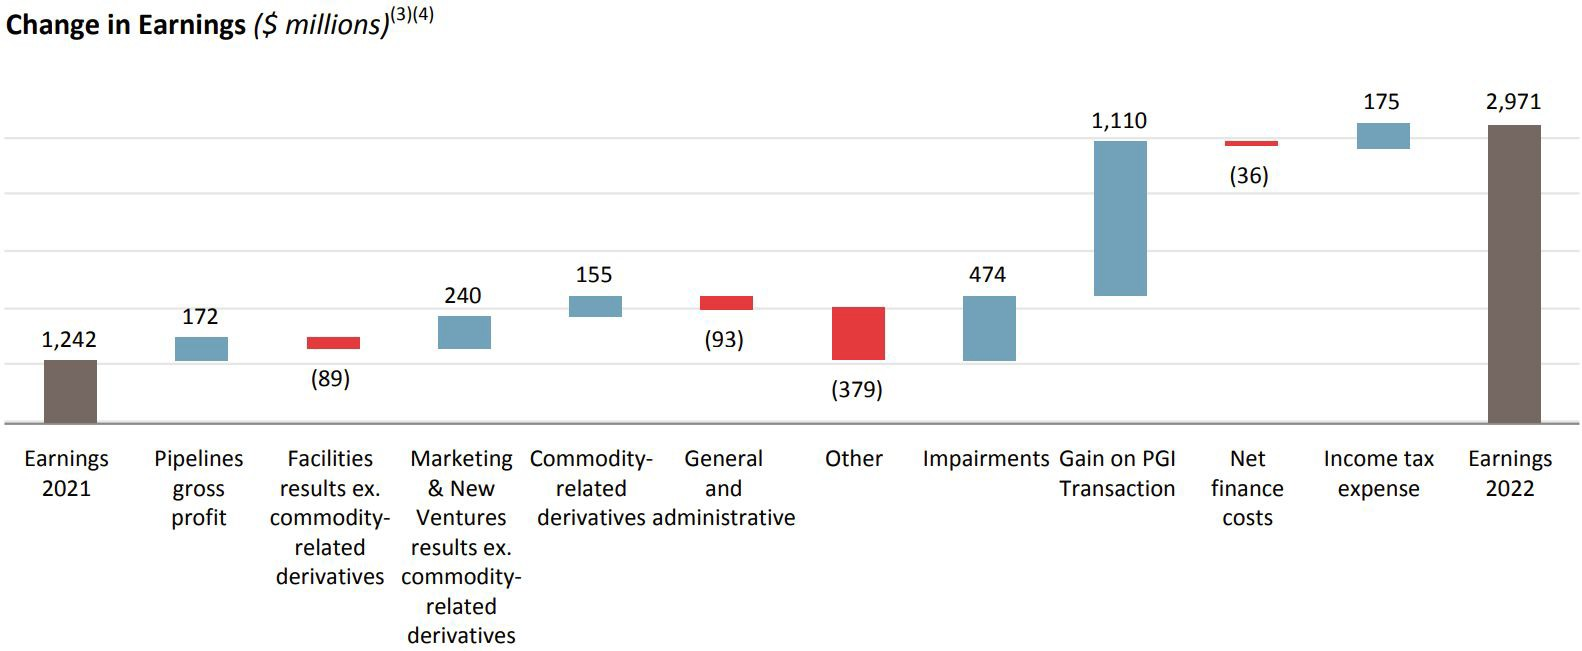 Change in Earnings ($ millions)(3)(4)
1,242
172
(89)
240
155
(93)
(379)
474
1,110
(36)
175
2,971
Earnings
2021
Pipelines
gross
profit
Facilities
results ex.
commodity-
related
derivatives
Marketing
& New
Ventures
results ex.
commodity-
related
derivatives
Commodity-
related
derivatives
General
and
administrative
Other
Impairments
Gain on PGI
Transaction
Net
finance
costs
Income tax
expense
Earnings
2022